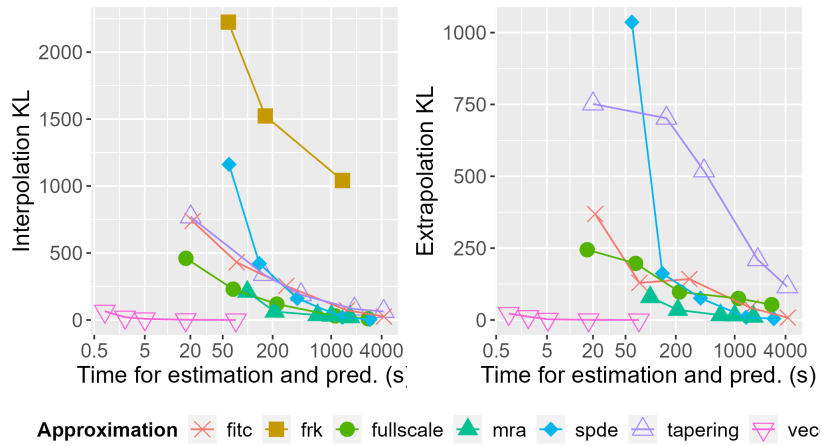 Interpolation KL
2000
1500
1000
500
0
0.5 5 20 50 200 1000 4000
Time for estimation and pred. (s)
Extrapolation KL
1000
750
500
250
0
0.5 5 20 50 200 1000 4000
Time for estimation and pred. (s)
Approximation fitc frk fullscale mra spde tapering vecc